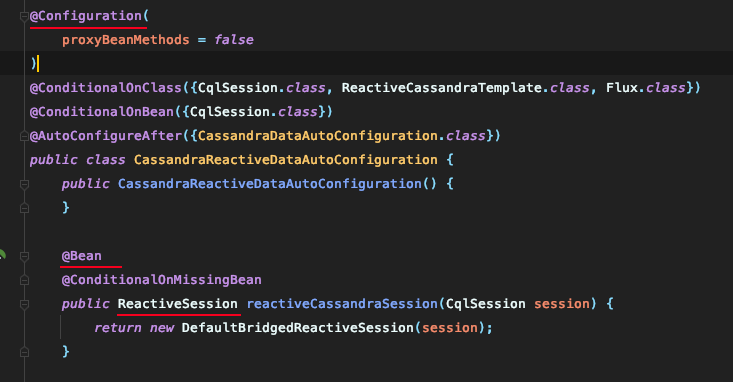 @Configuration(
    proxyBeanMethods = false
)
@ConditionalOnClass({CqlSession.class, ReactiveCassandraTemplate.class, Flux.class})
@ConditionalOnBean({CqlSession.class})
@AutoConfigureAfter({CassandraDataAutoConfiguration.class})
public class CassandraReactiveDataAutoConfiguration {
    public CassandraReactiveDataAutoConfiguration() {
    }
    @Bean
    @ConditionalOnMissingBean
    public ReactiveSession reactiveCassandraSession(CqlSession session) {
        return new DefaultBridgedReactiveSession(session);
    }